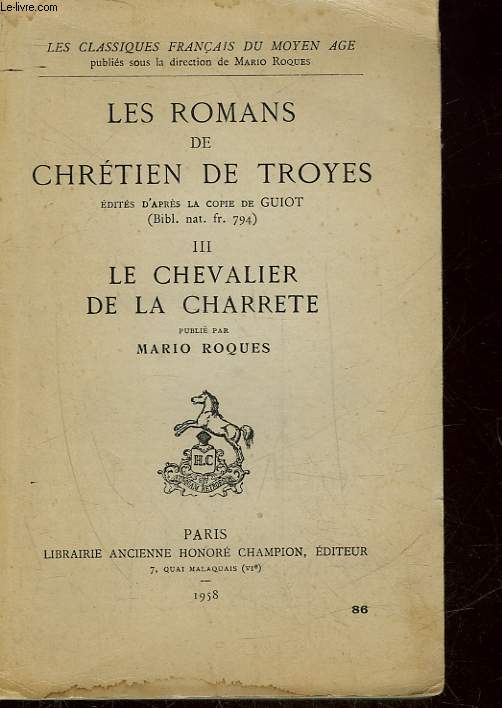 Le-livre.com
LES CLASSIQUES FRANÇAIS DU MOYEN AGE
publiés sous la direction de MARIO ROQUES
LES ROMANS
DE
CHRÉTIEN DE TROYES
ÉDITÉS D'APRÈS LA COPIE DE GUIOT
(Bibl. nat. fr. 794)
III
LE CHEVALIER
DE LA CHARRETE
PUBLIÉ PAR
MARIO ROQUES
H C
PARIS
LIBRAIRIE ANCIENNE HONORÉ CHAMPION, ÉDITEUR
7, QUAI MALAQUAIS (VIe)
1958
86